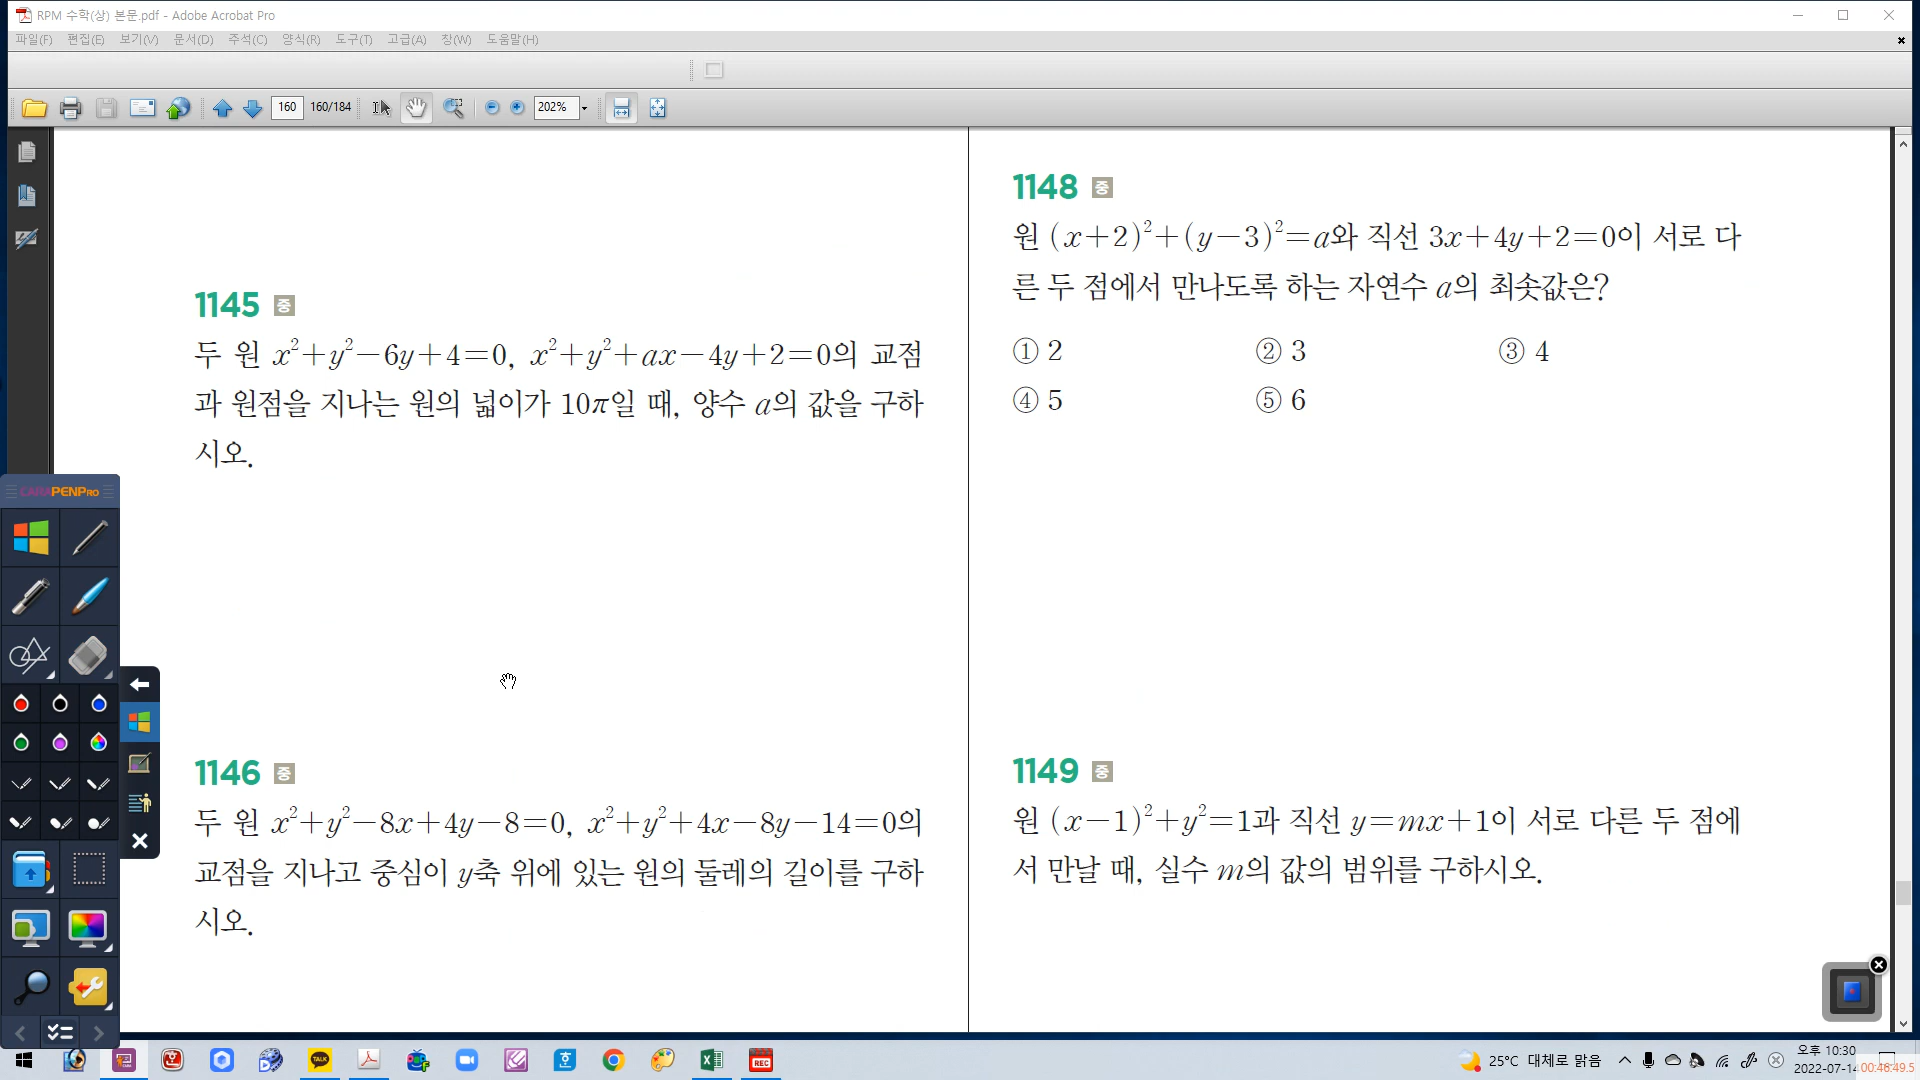 RPM 수학(상) 본문.pdf - Adobe Acrobat Pro
파일(F) 편집(E) 보기(V) 문서(D) 주석(C) 양식(R) 도구(T) 고급(A) 창(W) 도움말(H)
160 160/184 202%
1145 중
두 원 x²+y²-6y+4=0, x²+y²+ax-4y+2=0의 교점
과 원점을 지나는 원의 넓이가 10π일 때, 양수 a의 값을 구하
시오.
1146 중
두 원 x²+y²-8x+4y-8=0, x²+y²+4x-8y-14=0의
교점을 지나고 중심이 y축 위에 있는 원의 둘레의 길이를 구하
시오.
1148 중
원 (x+2)²+(y-3)²=a와 직선 3x+4y+2=0이 서로 다
른 두 점에서 만나도록 하는 자연수 a의 최솟값은?
① 2 ② 3 ③ 4
④ 5 ⑤ 6
1149 중
원 (x-1)²+y²=1과 직선 y=mx+1이 서로 다른 두 점에
서 만날 때, 실수 m의 값의 범위를 구하시오.
CARAPENPRO
TALK
REC
25°C 대체로 맑음
오후 10:30
2022-07-14
00:46:49.5